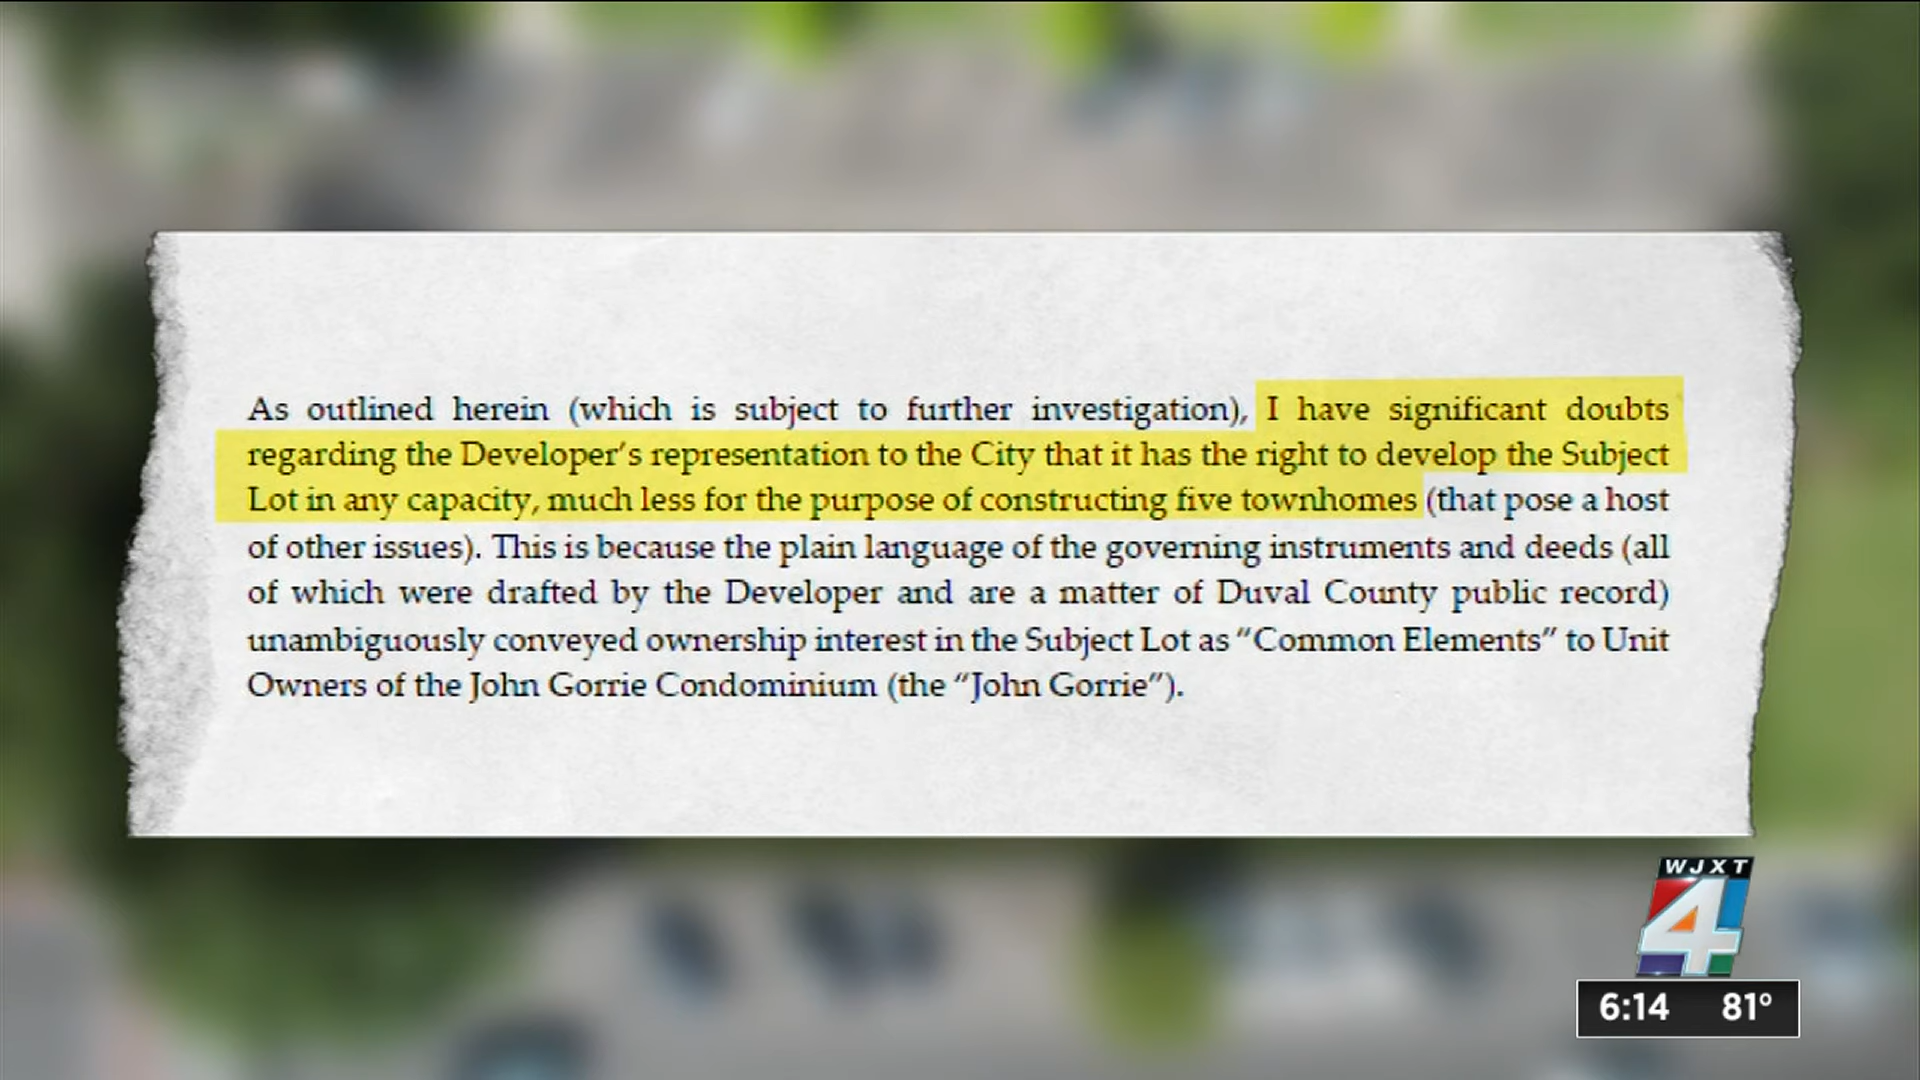 As outlined herein (which is subject to further investigation), I have significant doubts
regarding the Developer’s representation to the City that it has the right to develop the Subject
Lot in any capacity, much less for the purpose of constructing five townhomes (that pose a host
of other issues). This is because the plain language of the governing instruments and deeds (all
of which were drafted by the Developer and are a matter of Duval County public record)
unambiguously conveyed ownership interest in the Subject Lot as “Common Elements” to Unit
Owners of the John Gorrie Condominium (the “John Gorrie”).
WJXT
4
6:14 81°